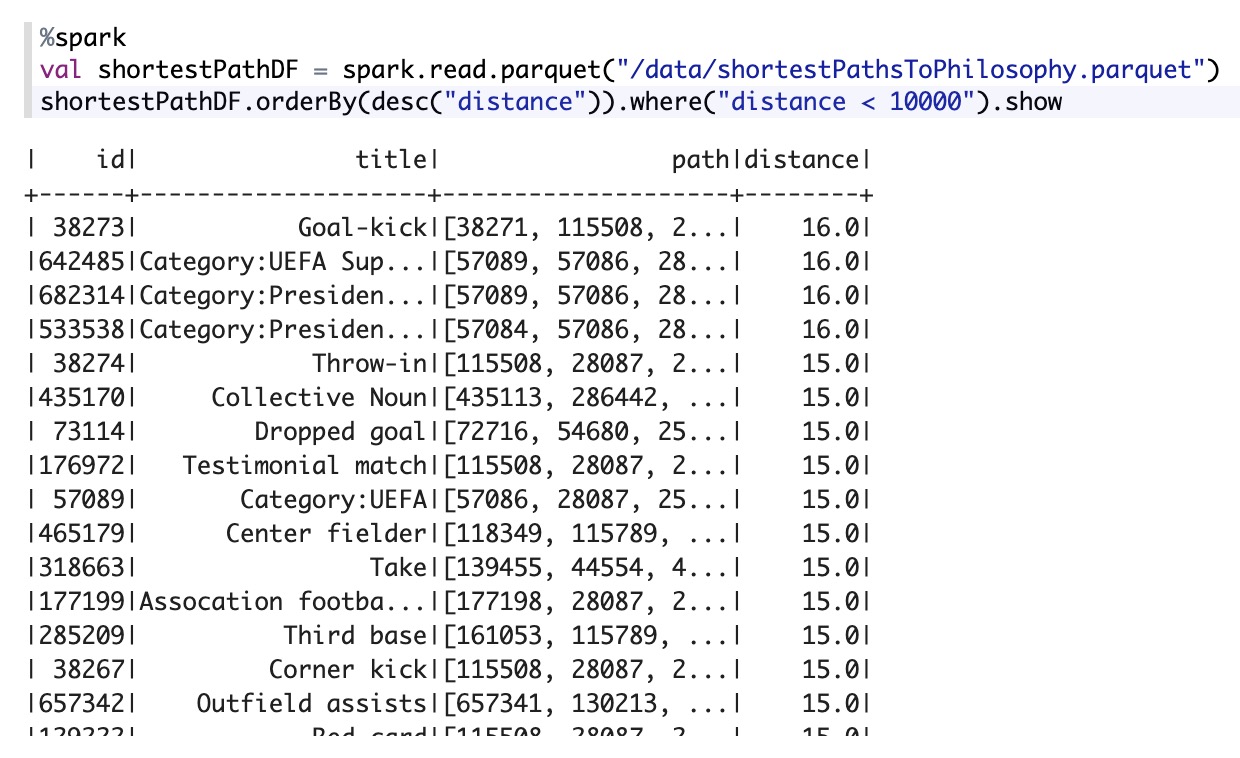 %spark
val shortestPathDF = spark.read.parquet("/data/shortestPathsToPhilosophy.parquet")
shortestPathDF.orderBy(desc("distance")).where("distance < 10000").show
|    id|               title|                path|distance|
+------+--------------------+--------------------+--------+
| 38273|           Goal-kick|[38271, 115508, 2...|    16.0|
|642485|Category:UEFA Sup...|[57089, 57086, 28...|    16.0|
|682314|Category:Presiden...|[57089, 57086, 28...|    16.0|
|533538|Category:Presiden...|[57084, 57086, 28...|    16.0|
| 38274|            Throw-in|[115508, 28087, 2...|    15.0|
|435170|     Collective Noun|[435113, 286442, ...|    15.0|
| 73114|        Dropped goal|[72716, 54680, 25...|    15.0|
|176972|   Testimonial match|[115508, 28087, 2...|    15.0|
| 57089|       Category:UEFA|[57086, 28087, 25...|    15.0|
|465179|      Center fielder|[118349, 115789, ...|    15.0|
|318663|                Take|[139455, 44554, 4...|    15.0|
|177199|Assocation footba...|[177198, 28087, 2...|    15.0|
|285209|          Third base|[161053, 115789, ...|    15.0|
| 38267|         Corner kick|[115508, 28087, 2...|    15.0|
|657342|    Outfield assists|[657341, 130213, ...|    15.0|
Red card|[115508, 28087, 2...|    15.0|